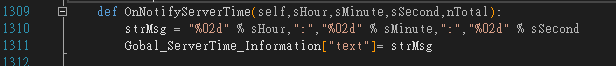 1309 def OnNotifyServerTime(self,sHour,sMinute,sSecond,nTotal):
1310 strMsg = "%02d" % sHour,":","%02d" % sMinute,":","%02d" % sSecond
1311 Gobal_ServerTime_Information["text"]= strMsg
1312